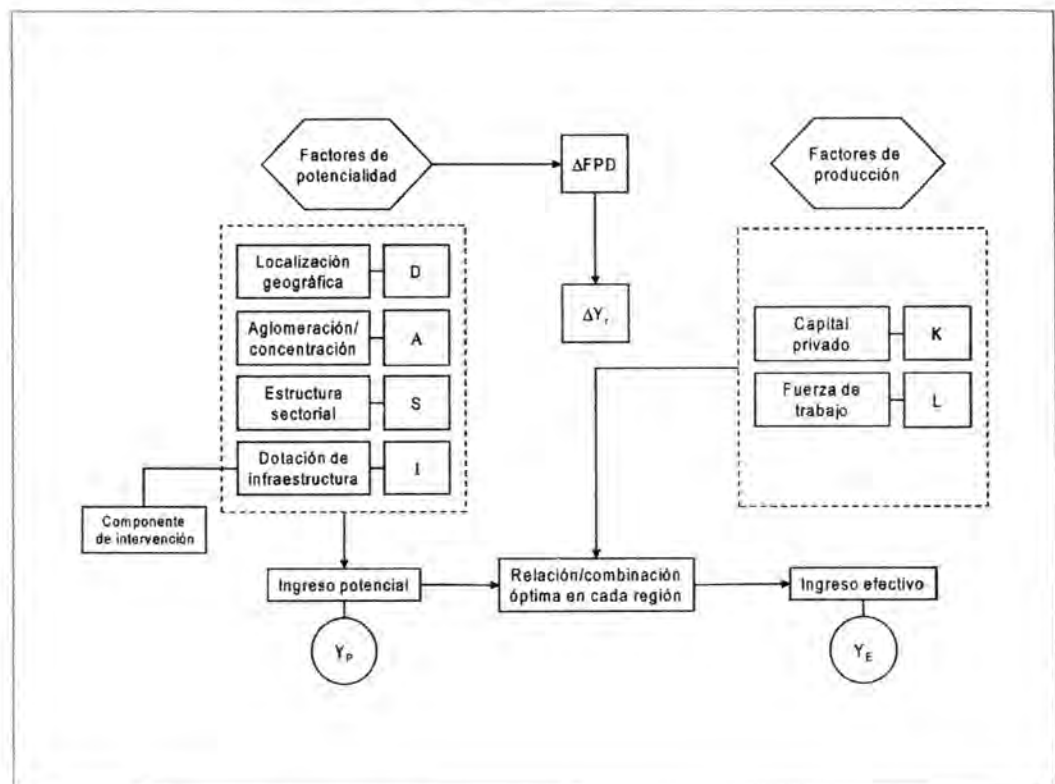 Factores de
potencialidad
ΔFPD
Factores de
producción
Localización
geográfica
D
Aglomeración/
concentración
A
Estructura
sectorial
S
Dotación de
infraestructura
I
Componente
de intervención
ΔYr
Capital
privado
K
Fuerza de
trabajo
L
Ingreso potencial
Relación/combinación
óptima en cada región
Ingreso efectivo
YP
YE